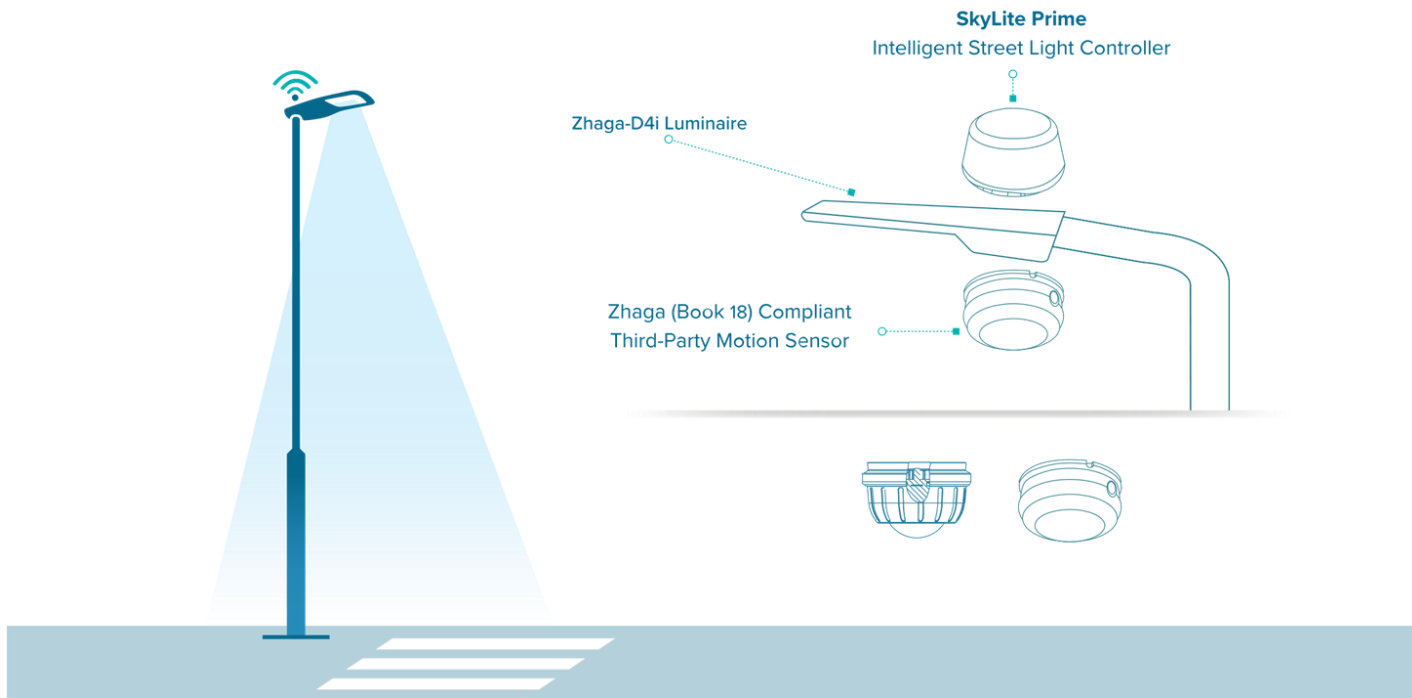 SkyLite Prime
Intelligent Street Light Controller
Zhaga-D4i Luminaire
Zhaga (Book 18) Compliant
Third-Party Motion Sensor